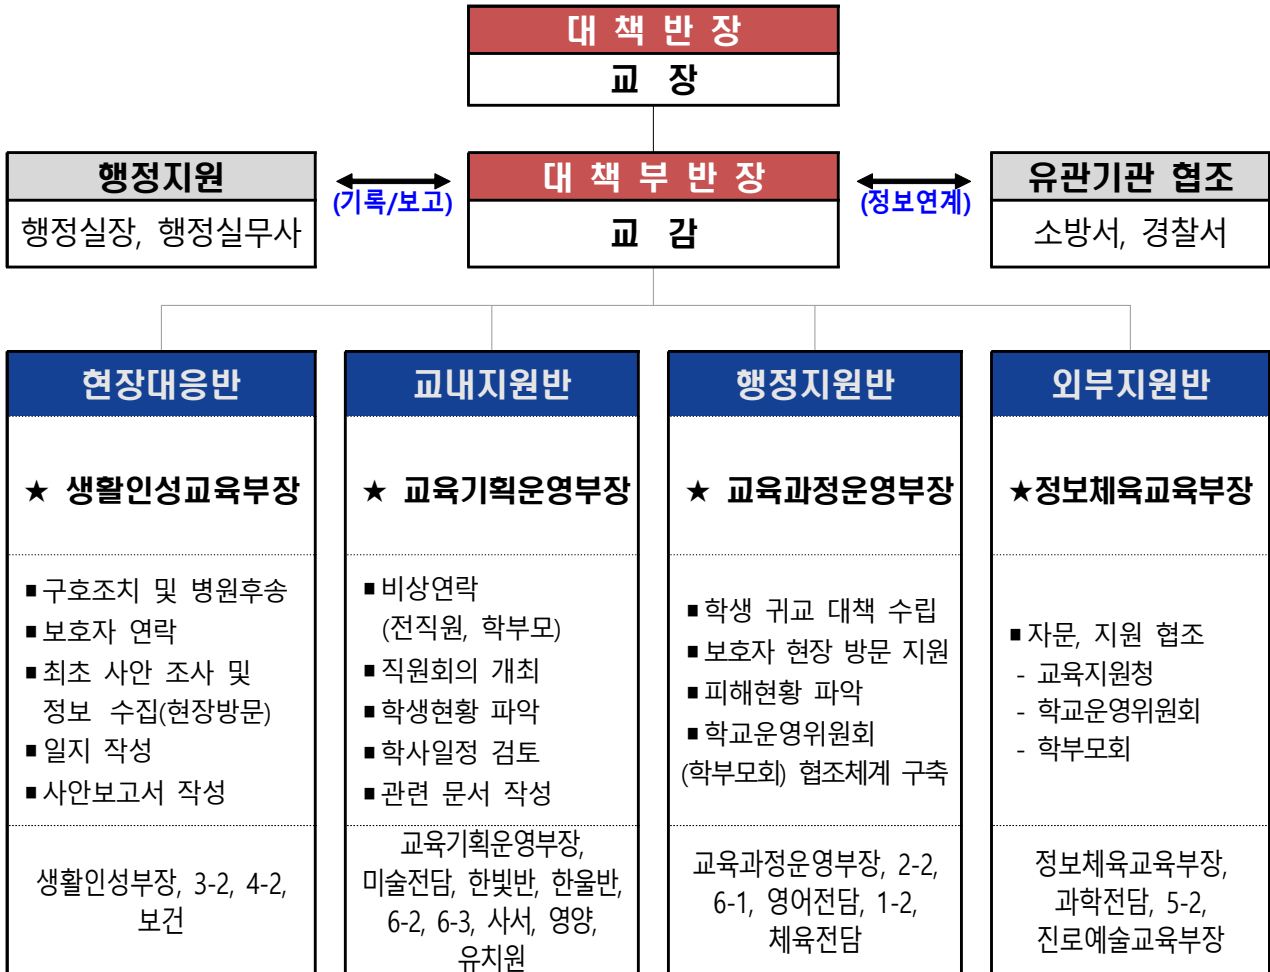 대 책 반 장
교 장
행정지원
행정실장, 행정실무사
(기록/보고)
대 책 부 반 장
교 감
(정보연계)
유관기관 협조
소방서, 경찰서
현장대응반
★ 생활인성교육부장
■구호조치 및 병원후송
■보호자 연락
■최초 사안 조사 및
정보 수집(현장방문)
■일지 작성
■사안보고서 작성
생활인성부장, 3-2, 4-2,
보건
교내지원반
★ 교육기획운영부장
■비상연락
(전직원, 학부모)
■직원회의 개최
■학생현황 파악
■학사일정 검토
■관련 문서 작성
교육기획운영부장,
미술전담, 한빛반, 한울반,
6-2, 6-3, 사서, 영양,
유치원
행정지원반
★ 교육과정운영부장
■학생 귀교 대책 수립
■보호자 현장 방문 지원
■피해현황 파악
■학교운영위원회
(학부모회) 협조체계 구축
교육과정운영부장, 2-2,
6-1, 영어전담, 1-2,
체육전담
외부지원반
★정보체육교육부장
■자문, 지원 협조
- 교육지원청
- 학교운영위원회
- 학부모회
정보체육교육부장,
과학전담, 5-2,
진로예술교육부장